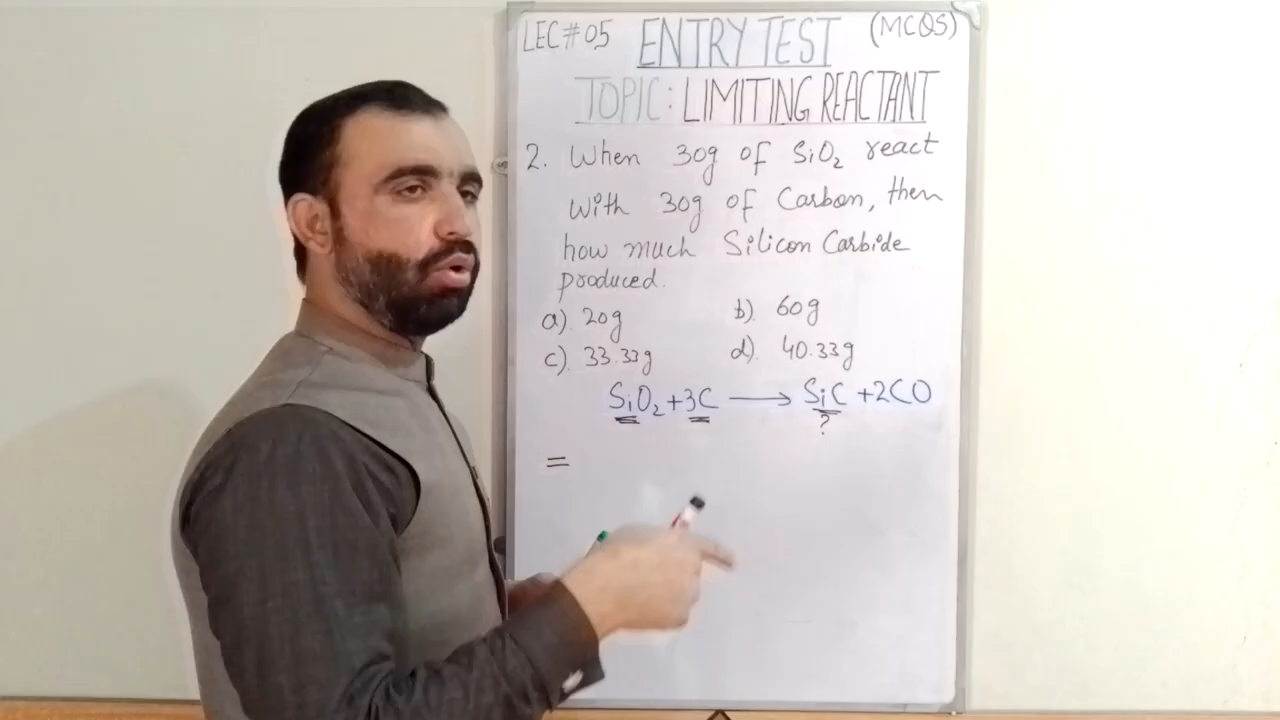 LEC # 05 ENTRY TEST (MCQS)
TOPIC: LIMITING REACTANT
2. When 30g of SiO₂ react
with 30g of Carbon, then
how much Silicon Carbide
produced.
a). 20g b). 60g
c). 33.33g d). 40.33g
SiO₂ + 3C ⟶ SiC + 2CO
?
=